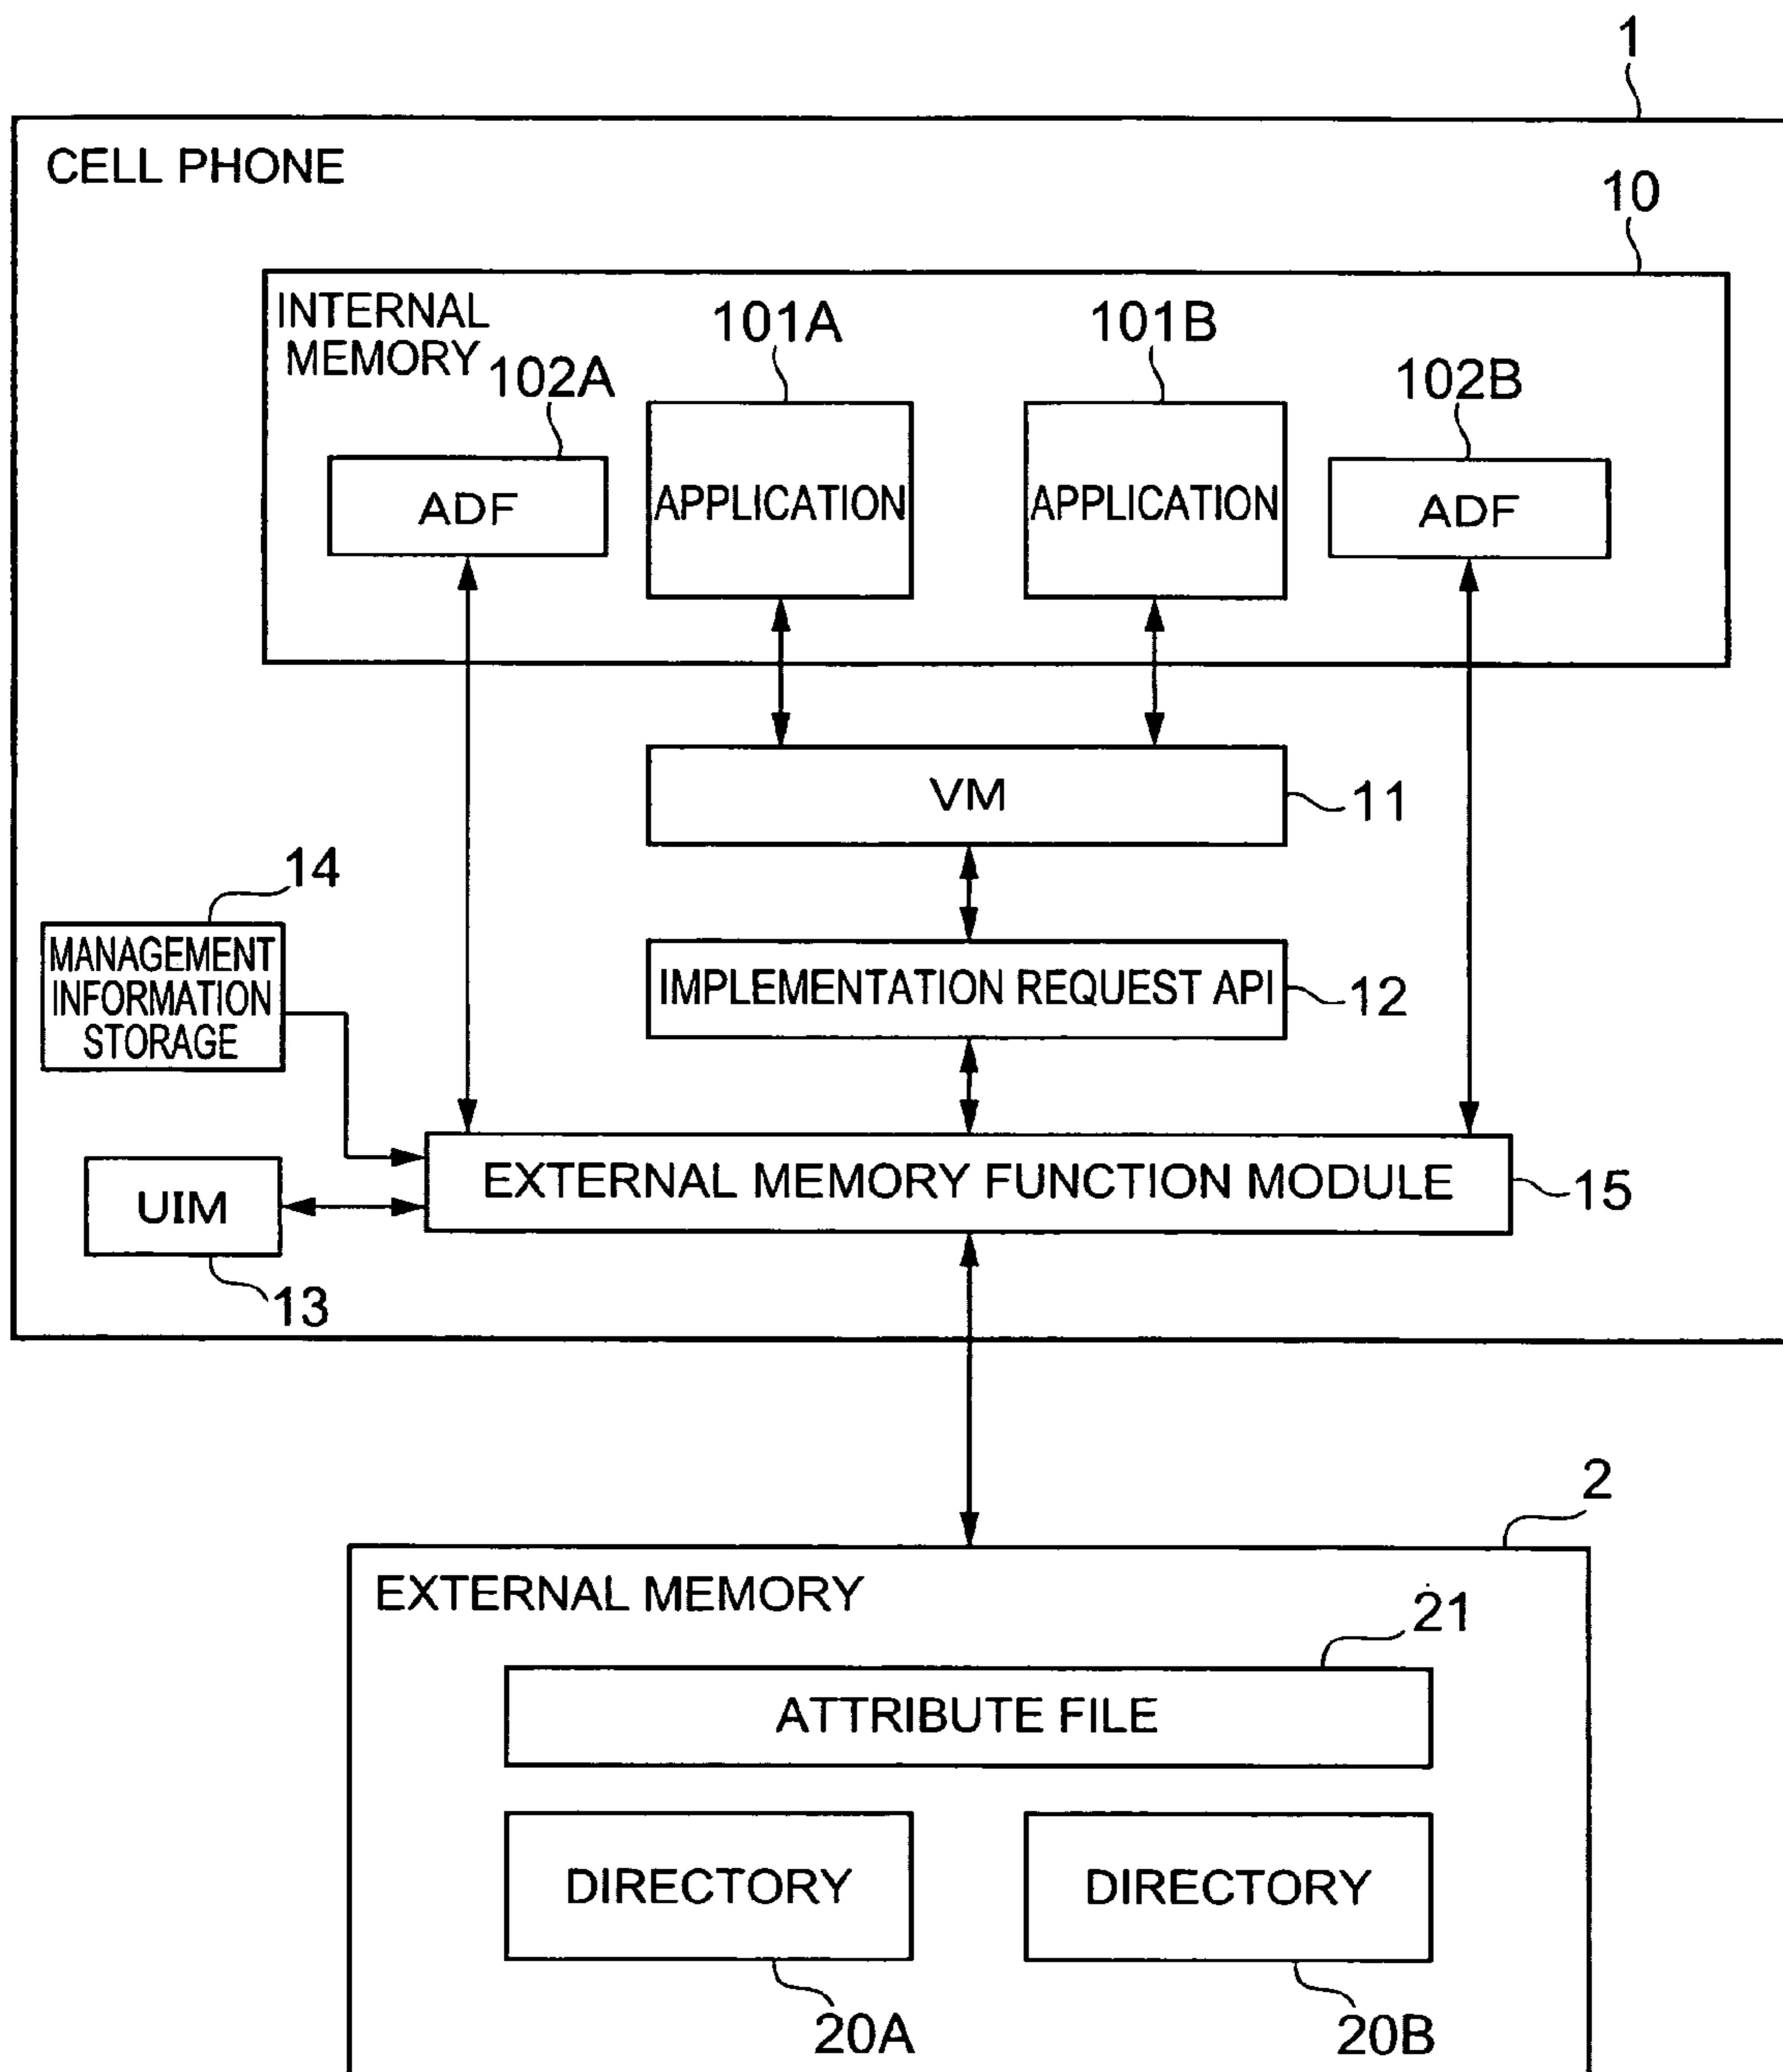 1
CELL PHONE
10
INTERNAL
MEMORY
101A
101B
102A
102B
ADF
APPLICATION
APPLICATION
ADF
VM
11
14
MANAGEMENT
INFORMATION
STORAGE
IMPLEMENTATION REQUEST API
12
EXTERNAL MEMORY FUNCTION MODULE
15
UIM
13
2
EXTERNAL MEMORY
21
ATTRIBUTE FILE
DIRECTORY
DIRECTORY
20A
20B